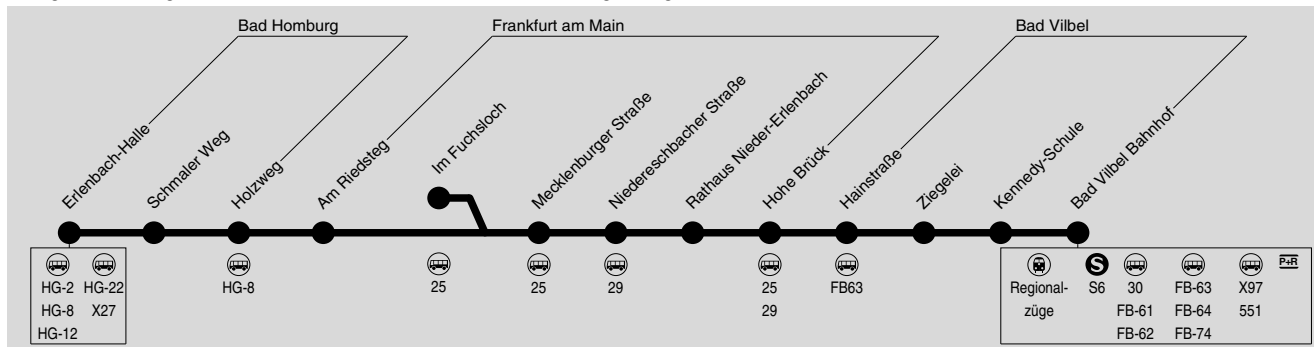 Bad Homburg
Frankfurt am Main
Bad Vilbel
Erlenbach-Halle
Schmaler Weg
Holzweg
Am Riedsteg
Im Fuchsloch
Mecklenburger Straße
Niedereschbacher Straße
Rathaus Nieder-Erlenbach
Hohe Brück
Hainstraße
Ziegelei
Kennedy-Schule
Bad Vilbel Bahnhof
HG-2 HG-22
HG-8 X27
HG-12
HG-8
25
25
29
25
29
FB63
S
P+R
Regional- S6 30 FB-63 X97
züge FB-61 FB-64 551
FB-62 FB-74